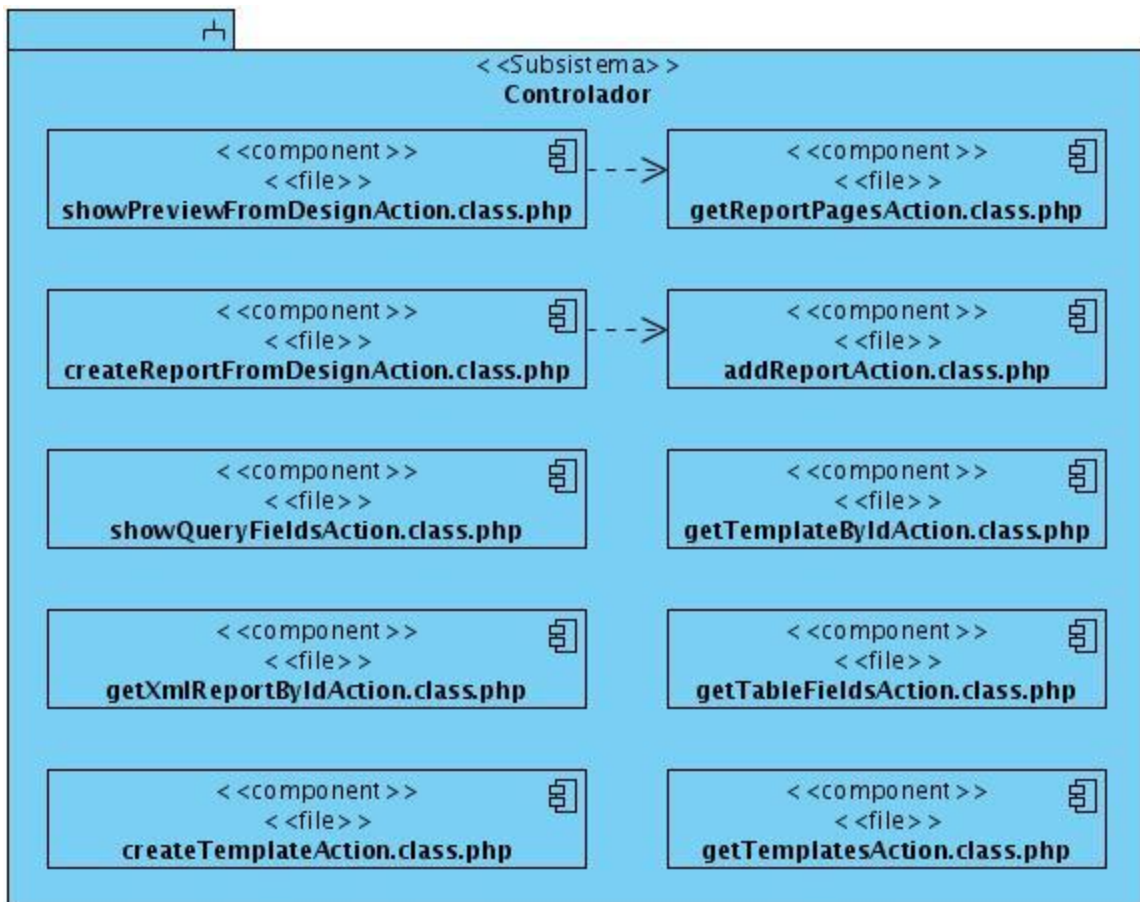 <<Subsistema>>
Controlador
<<component>>
<<file>>
showPreviewFromDesignAction.class.php
<<component>>
<<file>>
getReportPagesAction.class.php
<<component>>
<<file>>
createReportFromDesignAction.class.php
<<component>>
<<file>>
addReportAction.class.php
<<component>>
<<file>>
showQueryFieldsAction.class.php
<<component>>
<<file>>
getTemplateByIdAction.class.php
<<component>>
<<file>>
getXmlReportByIdAction.class.php
<<component>>
<<file>>
getTableFieldsAction.class.php
<<component>>
<<file>>
createTemplateAction.class.php
<<component>>
<<file>>
getTemplatesAction.class.php